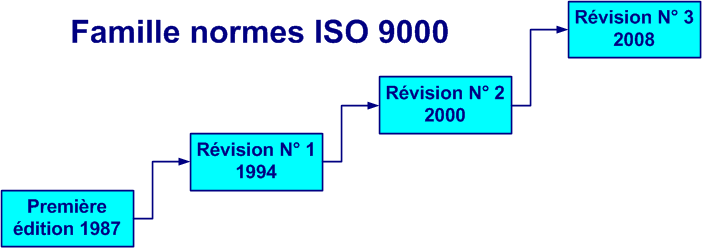 Famille normes ISO 9000
Révision N° 3
2008
Révision N° 2
2000
Révision N° 1
1994
Première
édition 1987